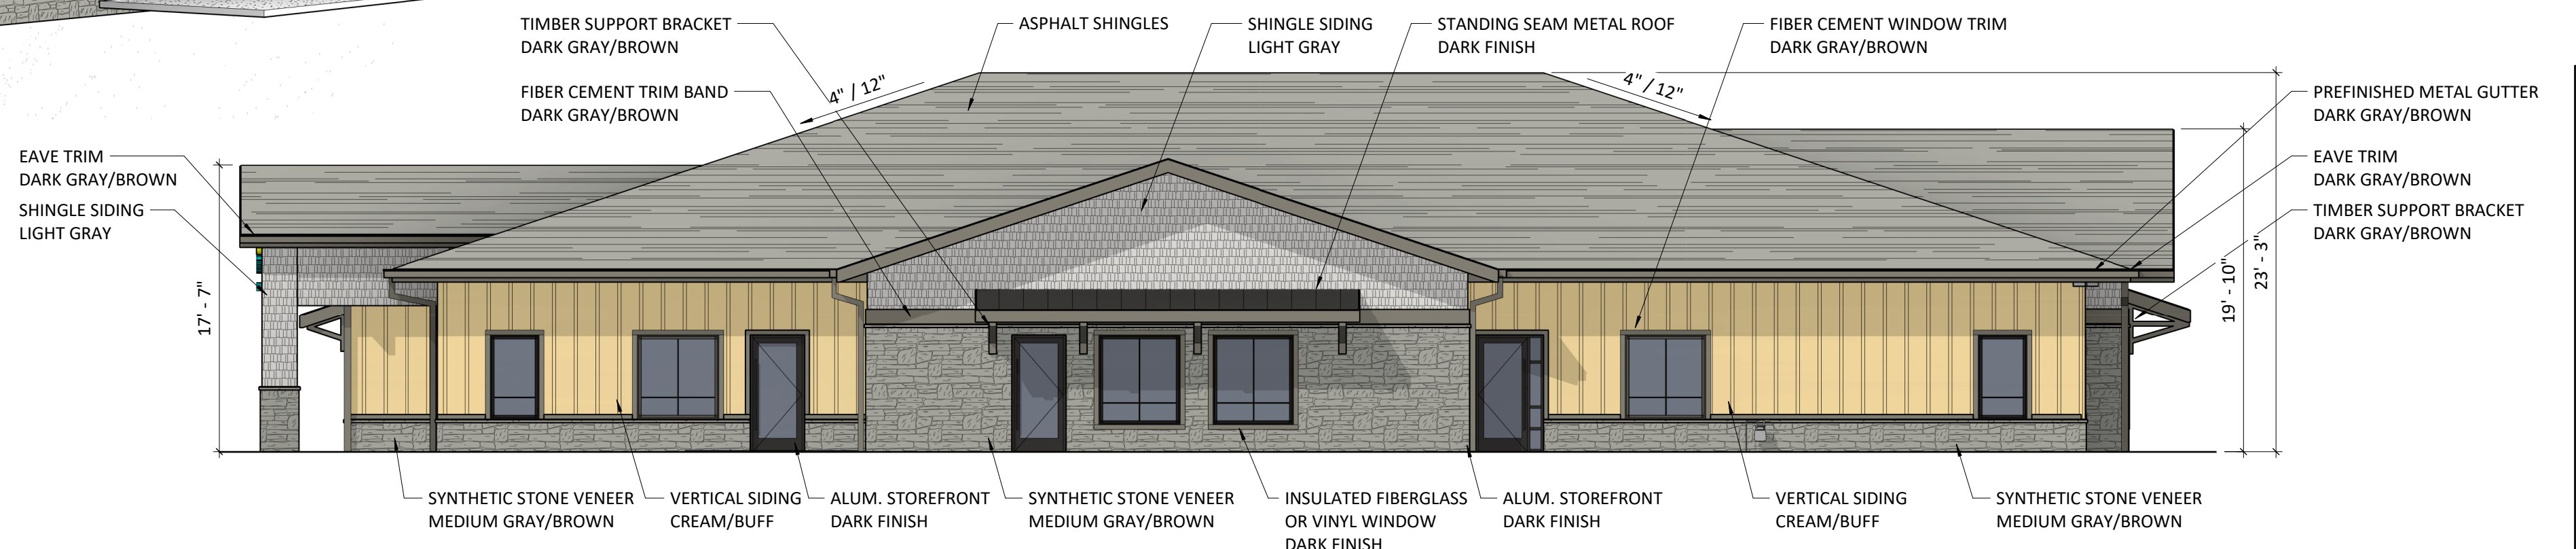 TIMBER SUPPORT BRACKET
DARK GRAY/BROWN
ASPHALT SHINGLES
SHINGLE SIDING
LIGHT GRAY
STANDING SEAM METAL ROOF
DARK FINISH
FIBER CEMENT WINDOW TRIM
DARK GRAY/BROWN
FIBER CEMENT TRIM BAND
DARK GRAY/BROWN
4" / 12"
4" / 12"
PREFINISHED METAL GUTTER
DARK GRAY/BROWN
EAVE TRIM
DARK GRAY/BROWN
SHINGLE SIDING
LIGHT GRAY
EAVE TRIM
DARK GRAY/BROWN
TIMBER SUPPORT BRACKET
DARK GRAY/BROWN
17' - 7"
19' - 10"
23' - 3"
SYNTHETIC STONE VENEER
MEDIUM GRAY/BROWN
VERTICAL SIDING
CREAM/BUFF
ALUM. STOREFRONT
DARK FINISH
SYNTHETIC STONE VENEER
MEDIUM GRAY/BROWN
INSULATED FIBERGLASS
OR VINYL WINDOW
DARK FINISH
ALUM. STOREFRONT
DARK FINISH
VERTICAL SIDING
CREAM/BUFF
SYNTHETIC STONE VENEER
MEDIUM GRAY/BROWN